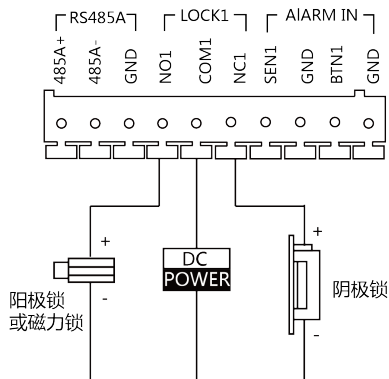 RS485A LOCK1 AlARM IN
485A+ 485A- GND NO1 COM1 NC1 SEN1 GND BTN1 GND
+
-
阳极锁
或磁力锁
DC
POWER
+
-
阴极锁